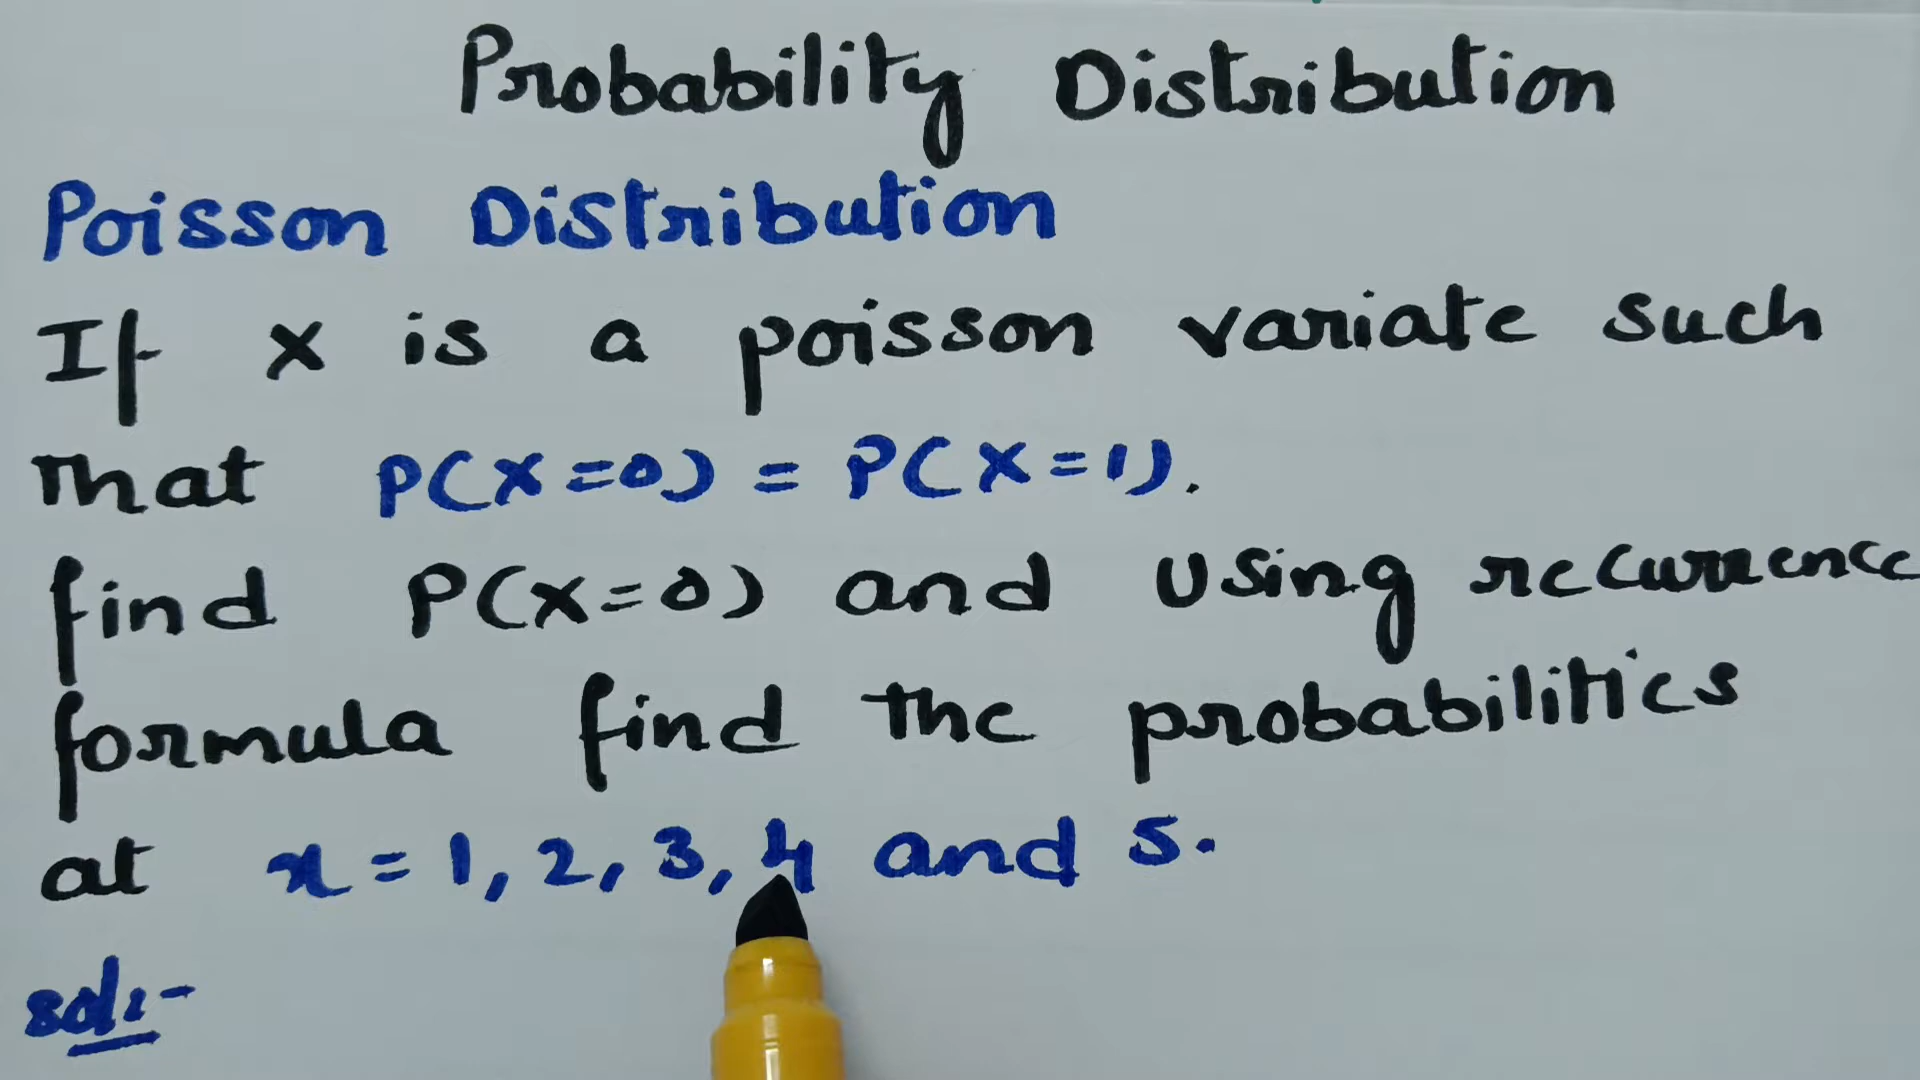 Probability Distribution
Poisson Distribution
If X is a poisson variate such
that P(X=0) = P(X=1).
find P(X=0) and using recurrence
formula find the probabilities
at x = 1, 2, 3, 4 and 5.
sol:-